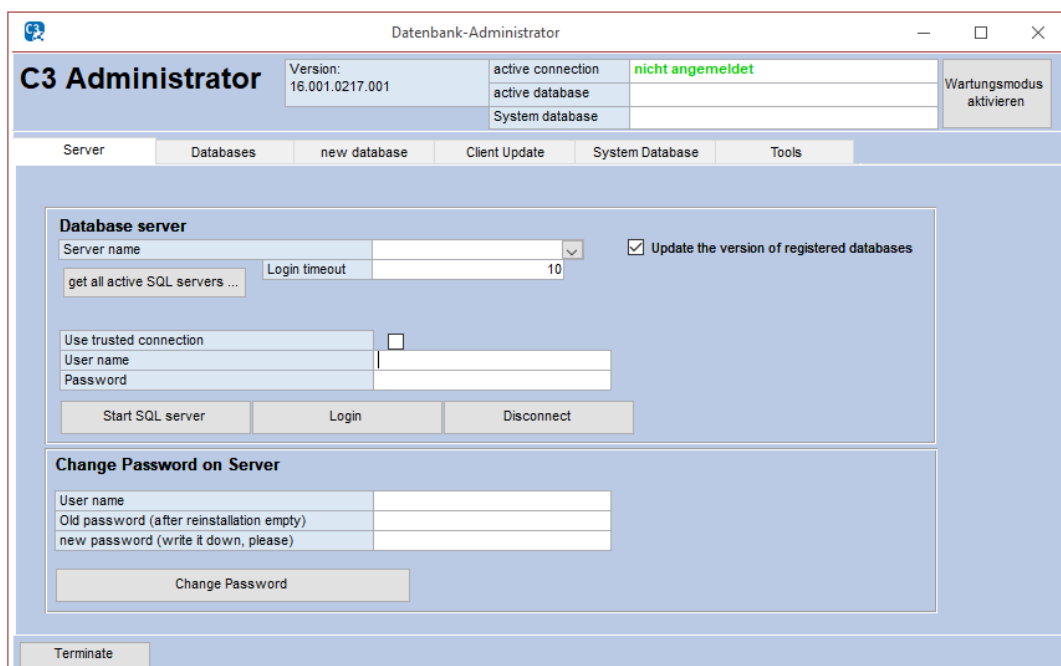 Datenbank-Administrator
C3 Administrator
Version:
16.001.0217.001
active connection
nicht angemeldet
active database
System database
Wartungsmodus
aktivieren
Server
Databases
new database
Client Update
System Database
Tools
Database server
Server name
Update the version of registered databases
get all active SQL servers ...
Login timeout
10
Use trusted connection
User name
Password
Start SQL server
Login
Disconnect
Change Password on Server
User name
Old password (after reinstallation empty)
new password (write it down, please)
Change Password
Terminate